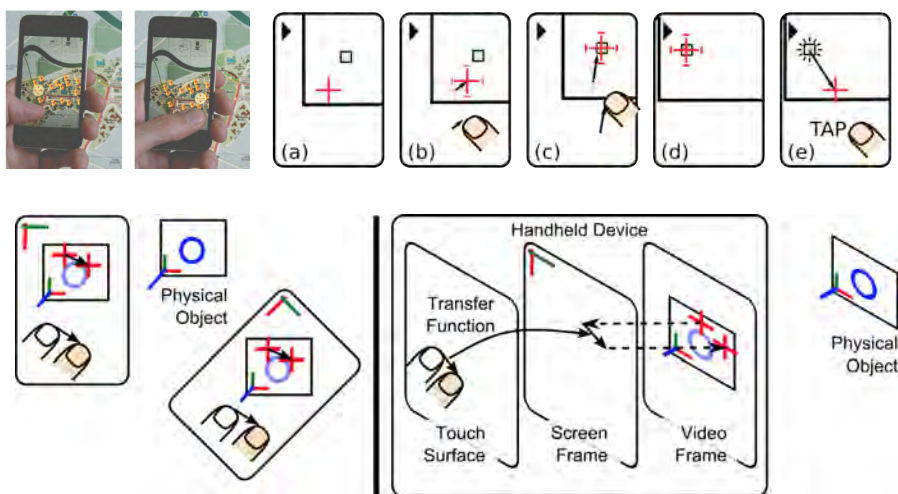 (a)
(b)
(c)
(d)
(e)
TAP
Physical
Object
Handheld Device
Transfer
Function
Touch
Surface
Screen
Frame
Video
Frame
Physical
Object